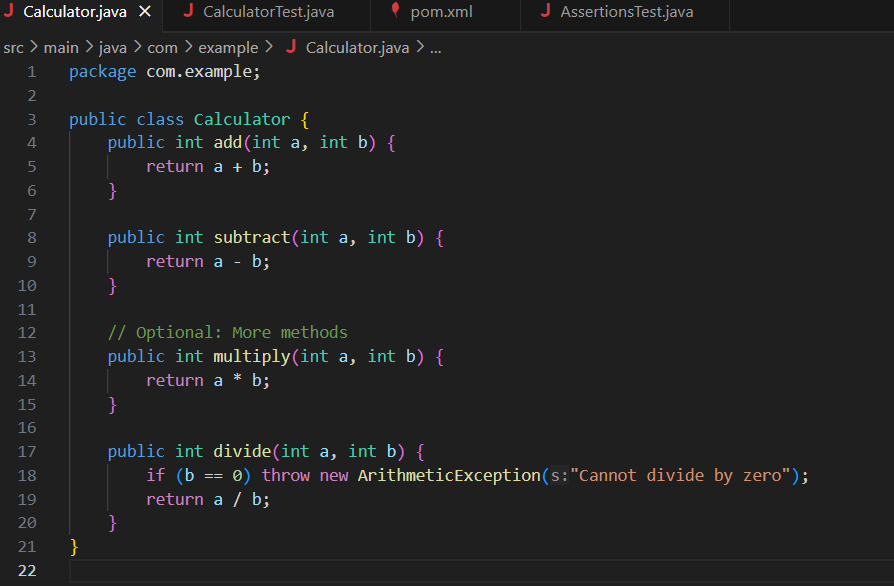 Calculator.java CalculatorTest.java pom.xml AssertionsTest.java
src > main > java > com > example > Calculator.java > ...
1 package com.example;
2
3 public class Calculator {
4     public int add(int a, int b) {
5         return a + b;
6     }
7
8     public int subtract(int a, int b) {
9         return a - b;
10     }
11
12     // Optional: More methods
13     public int multiply(int a, int b) {
14         return a * b;
15     }
16
17     public int divide(int a, int b) {
18         if (b == 0) throw new ArithmeticException(s:"Cannot divide by zero");
19         return a / b;
20     }
21 }
22